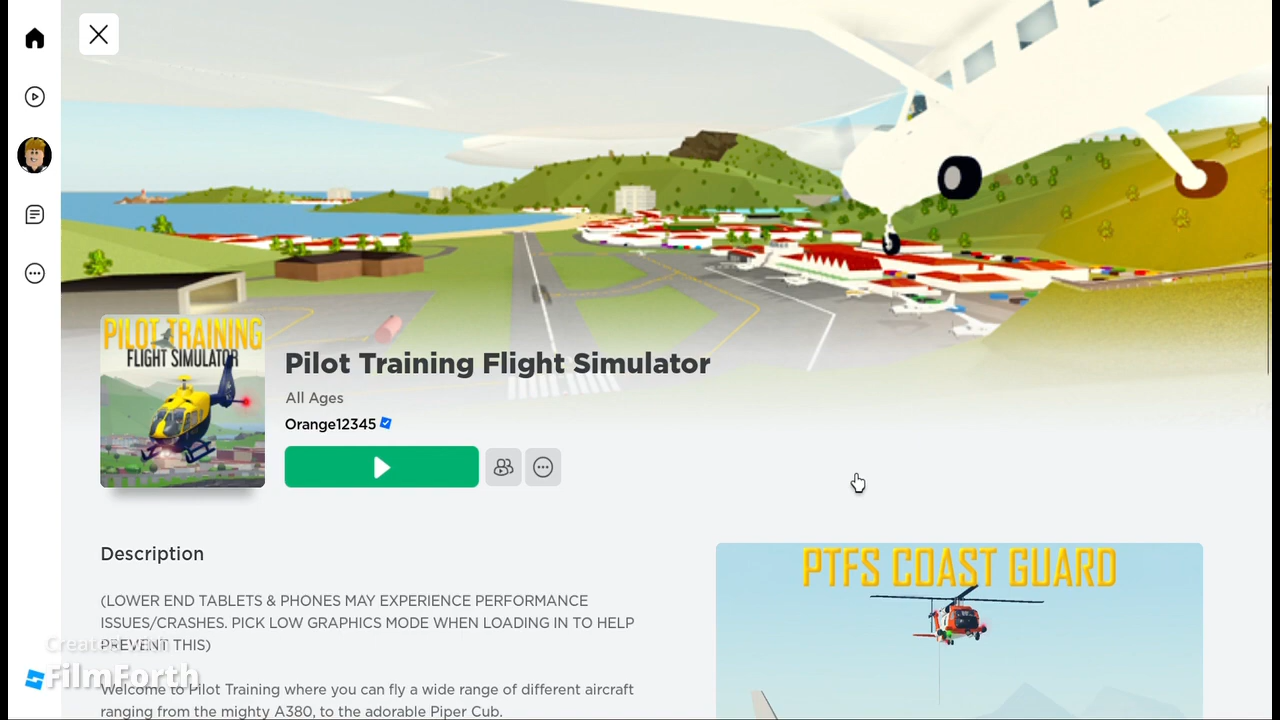 PILOT TRAINING
FLIGHT SIMULATOR
Pilot Training Flight Simulator
All Ages
Orange12345
Description
(LOWER END TABLETS & PHONES MAY EXPERIENCE PERFORMANCE
ISSUES/CRASHES. PICK LOW GRAPHICS MODE WHEN LOADING IN TO HELP
PREVENT THIS)
Welcome to Pilot Training where you can fly a wide range of different aircraft
ranging from the mighty A380, to the adorable Piper Cub.
PTFS COAST GUARD
Created with
FilmForth